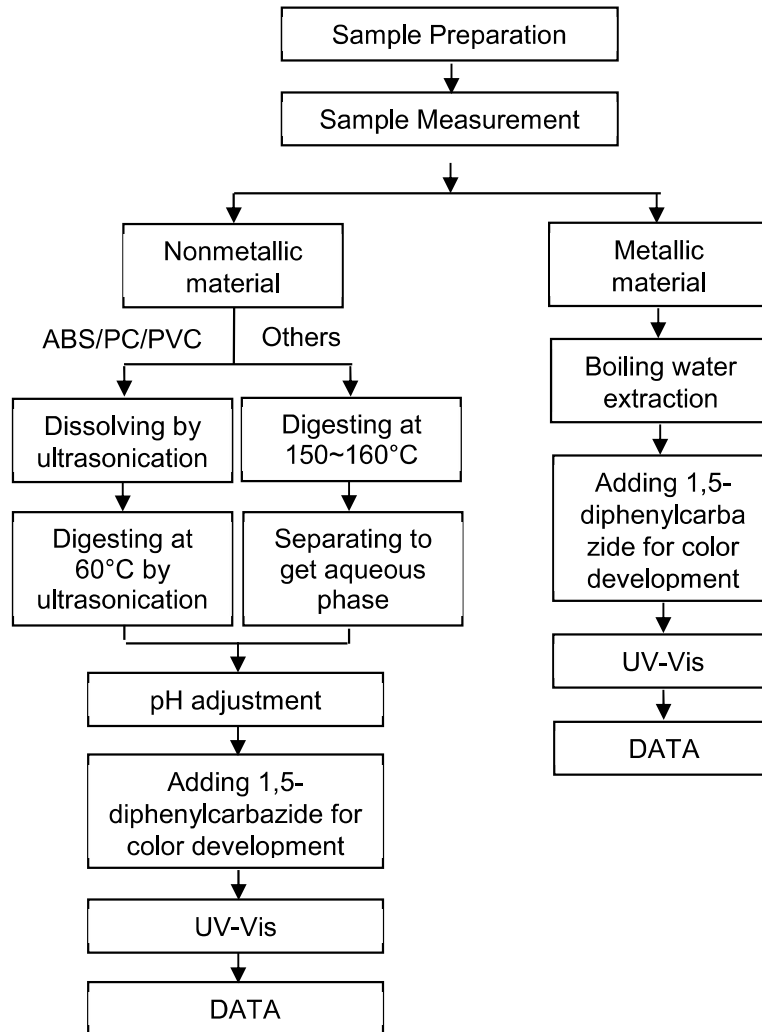 Sample Preparation
Sample Measurement
Nonmetallic
material
ABS/PC/PVC
Others
Dissolving by
ultrasonication
Digesting at
60°C by
ultrasonication
Digesting at
150~160°C
Separating to
get aqueous
phase
pH adjustment
Adding 1,5-
diphenylcarbazide for
color development
UV-Vis
DATA
Metallic
material
Boiling water
extraction
Adding 1,5-
diphenylcarba
zide for color
development
UV-Vis
DATA